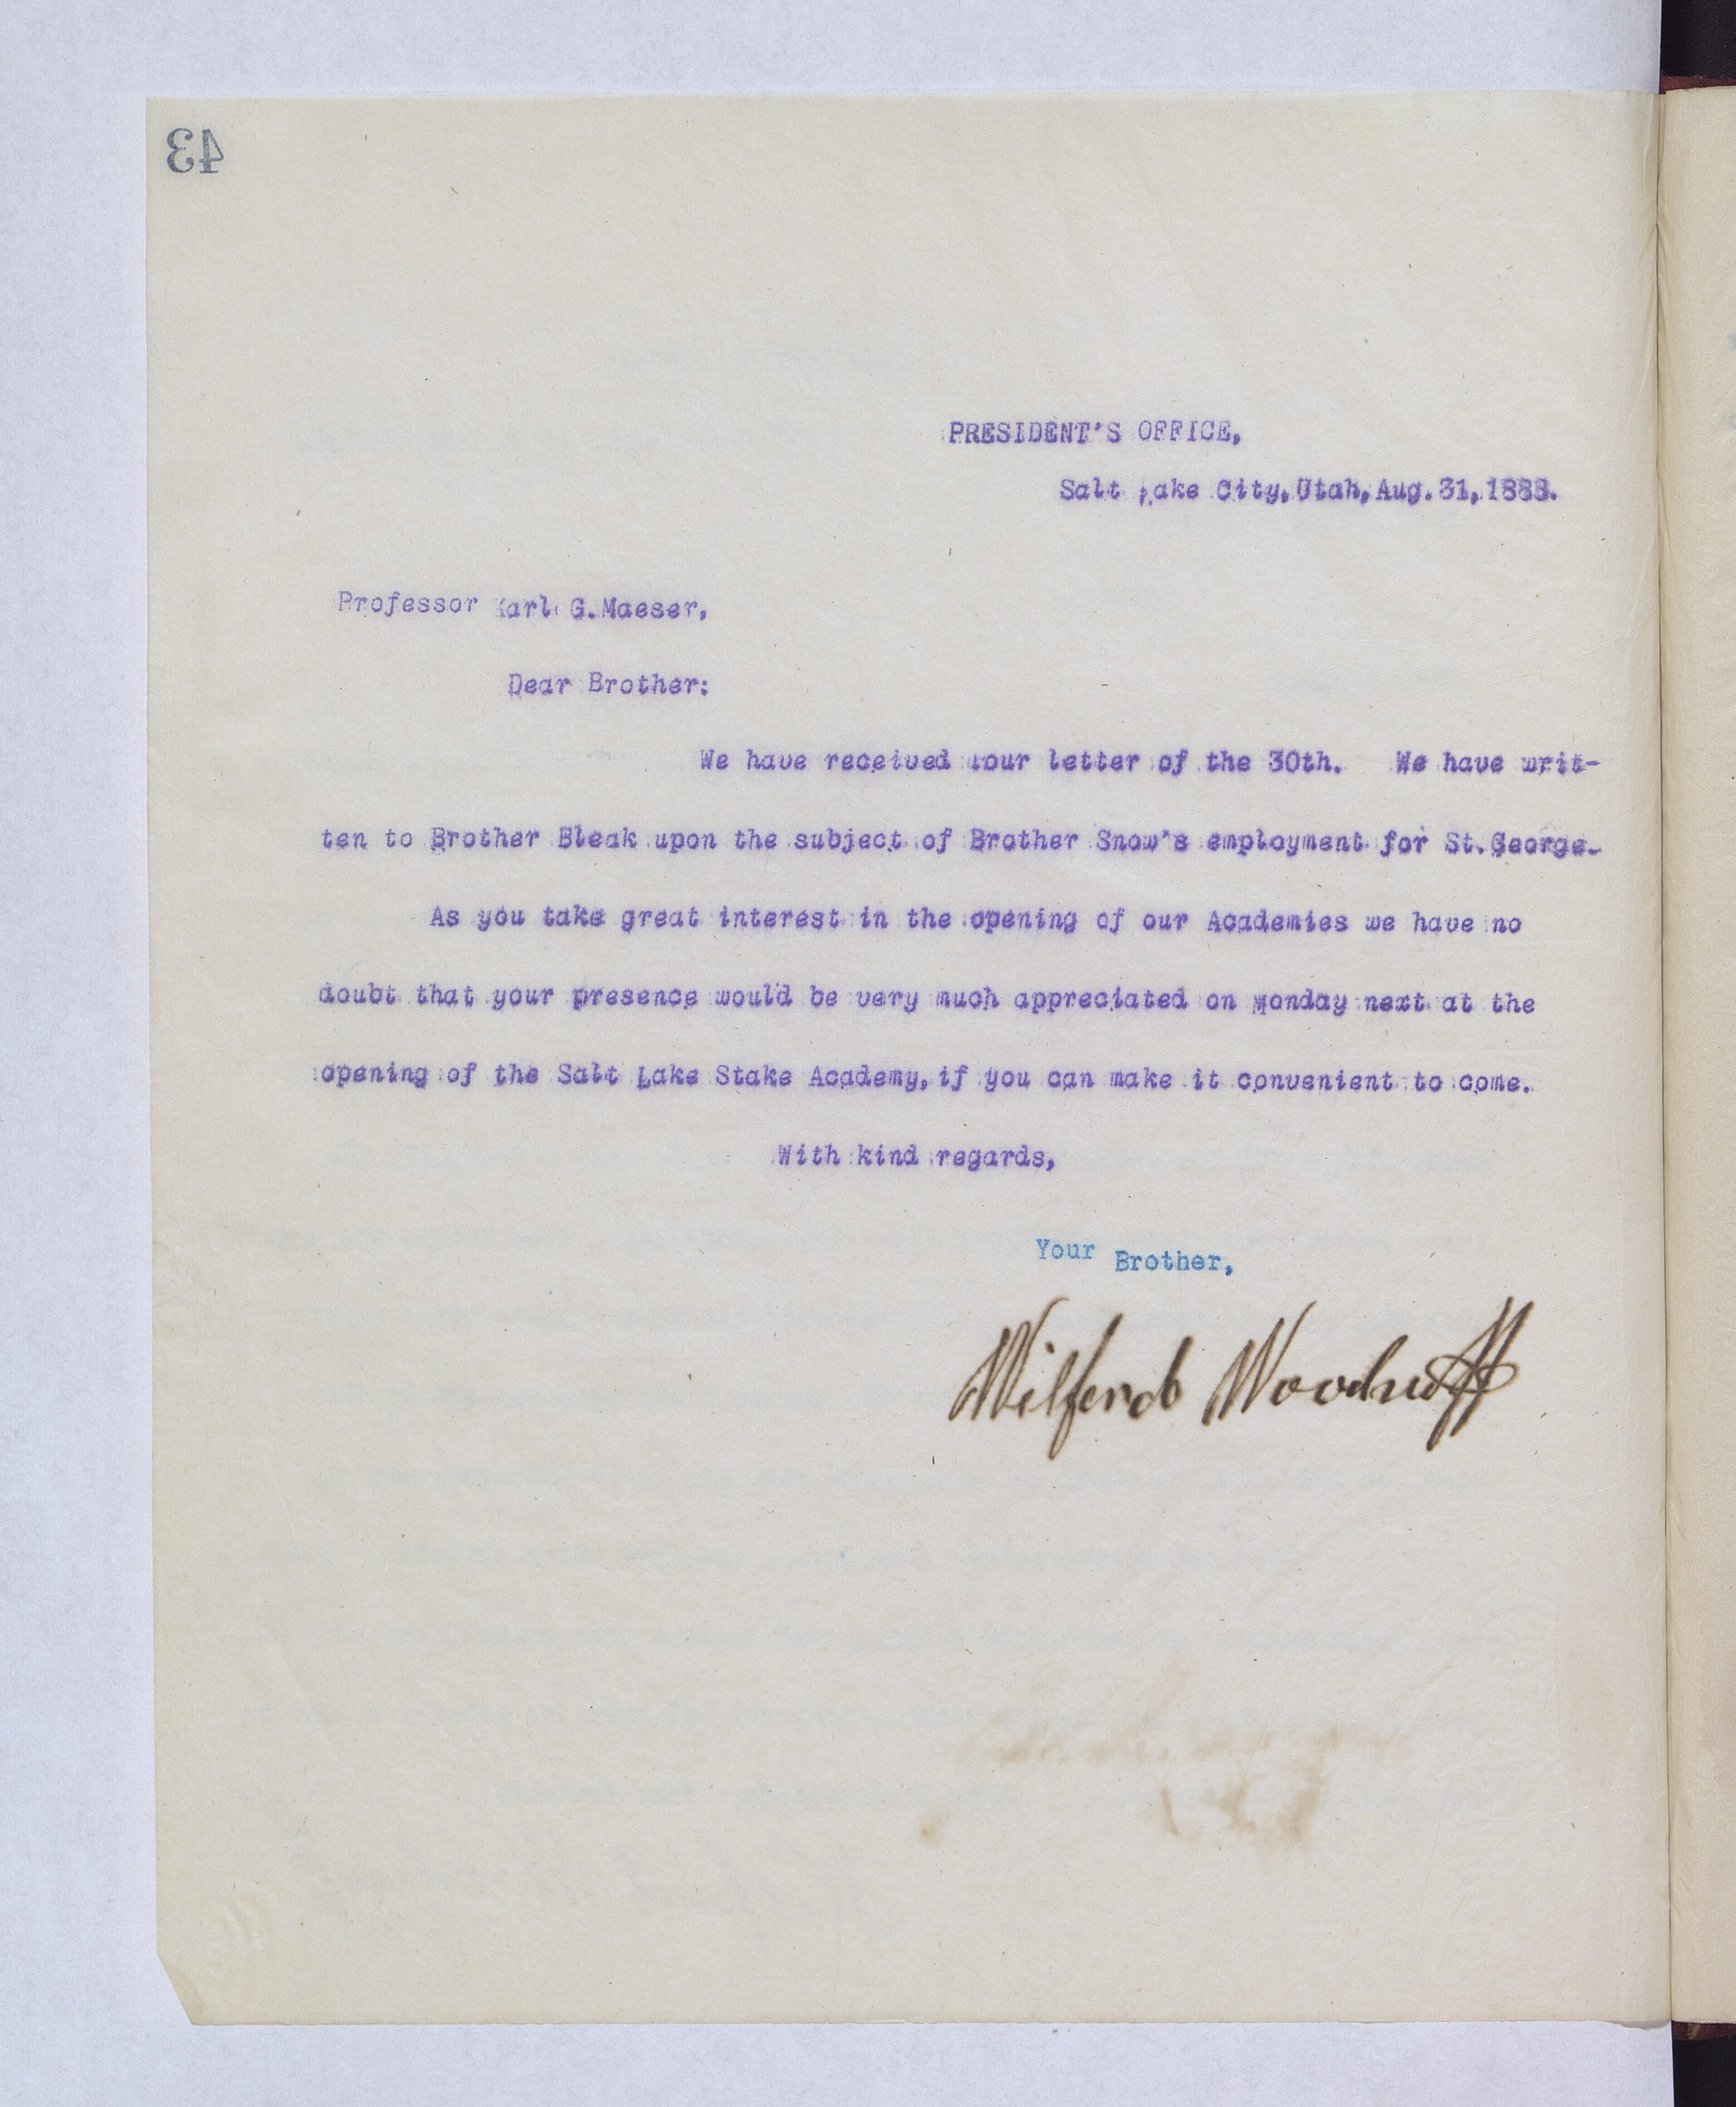 43
PRESIDENT'S OFFICE,
Salt Lake City, Utah, Aug. 31, 1888.
Professor Karl G. Maeser,
Dear Brother:
We have received your letter of the 30th. We have writ-
ten to Brother Bleak upon the subject of Brother Snow's employment for St. George.
As you take great interest in the opening of our Academies we have no
doubt that your presence would be very much appreciated on Monday next at the
opening of the Salt Lake Stake Academy, if you can make it convenient to come.
With kind regards,
Your Brother,
Wilford Woodruff